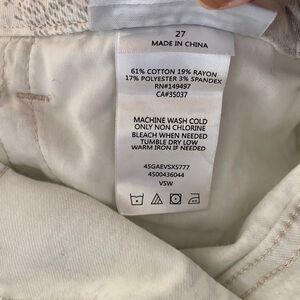 27
MADE IN CHINA
61% COTTON 19% RAYON
17% POLYESTER 3% SPANDEX
RN#149497
CA#35037
MACHINE WASH COLD
ONLY NON CHLORINE
BLEACH WHEN NEEDED
TUMBLE DRY LOW
WARM IRON IF NEEDED
45GAEVSX5777
4500436044
VSW